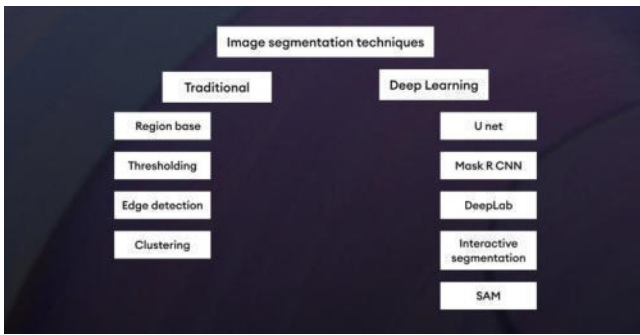 Image segmentation techniques
Traditional
Deep Learning
Region base
U net
Thresholding
Mask R CNN
Edge detection
DeepLab
Clustering
Interactive
segmentation
SAM